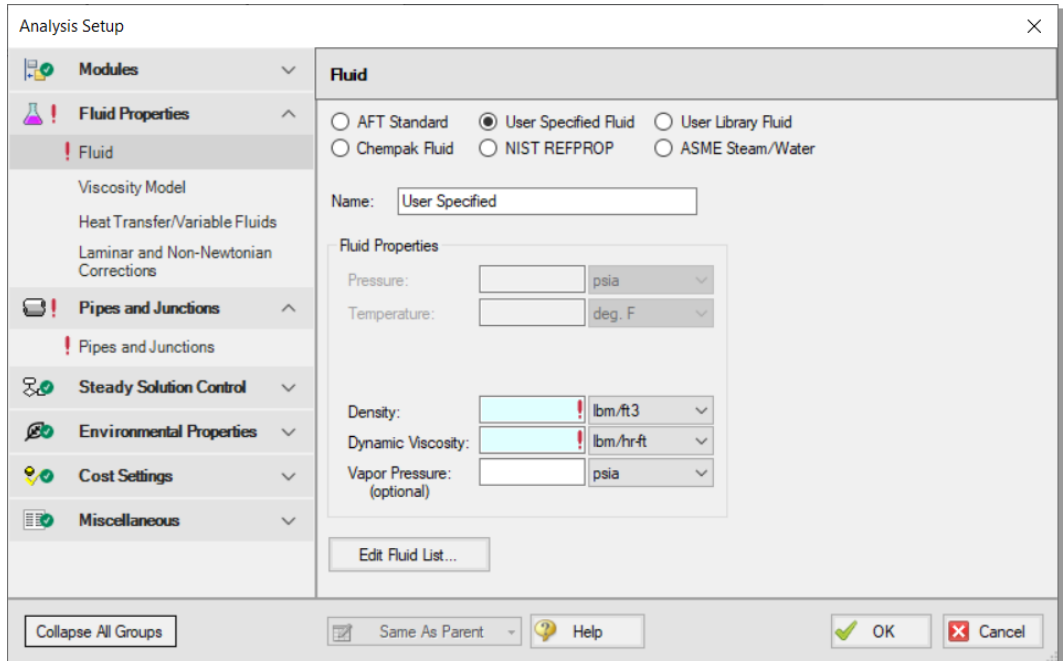 Analysis Setup
Modules
Fluid Properties
Fluid
Viscosity Model
Heat Transfer/Variable Fluids
Laminar and Non-Newtonian
Corrections
Pipes and Junctions
Pipes and Junctions
Steady Solution Control
Environmental Properties
Cost Settings
Miscellaneous
Collapse All Groups
Fluid
AFT Standard User Specified Fluid User Library Fluid
Chempak Fluid NIST REFPROP ASME Steam/Water
Name: User Specified
Fluid Properties
Pressure: psia
Temperature: deg. F
Density: ! lbm/ft3
Dynamic Viscosity: ! lbm/hr-ft
Vapor Pressure: psia
(optional)
Edit Fluid List...
Same As Parent Help OK Cancel